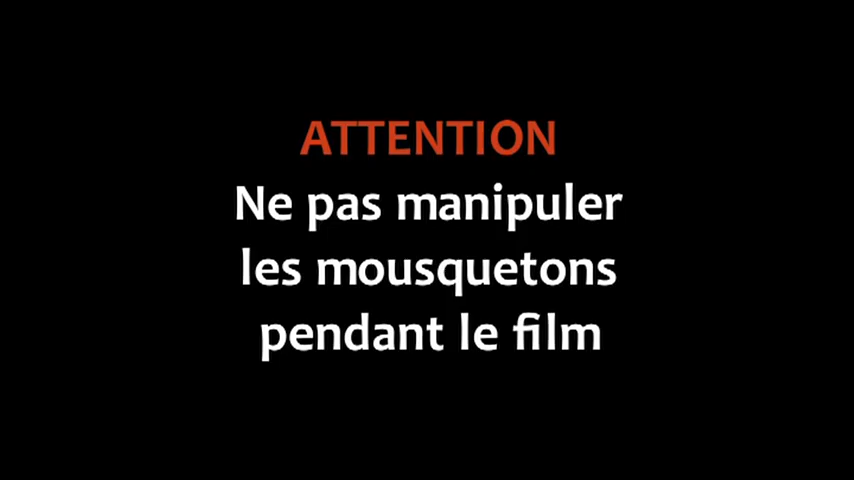 ATTENTION
Ne pas manipuler
les mousquetons
pendant le film